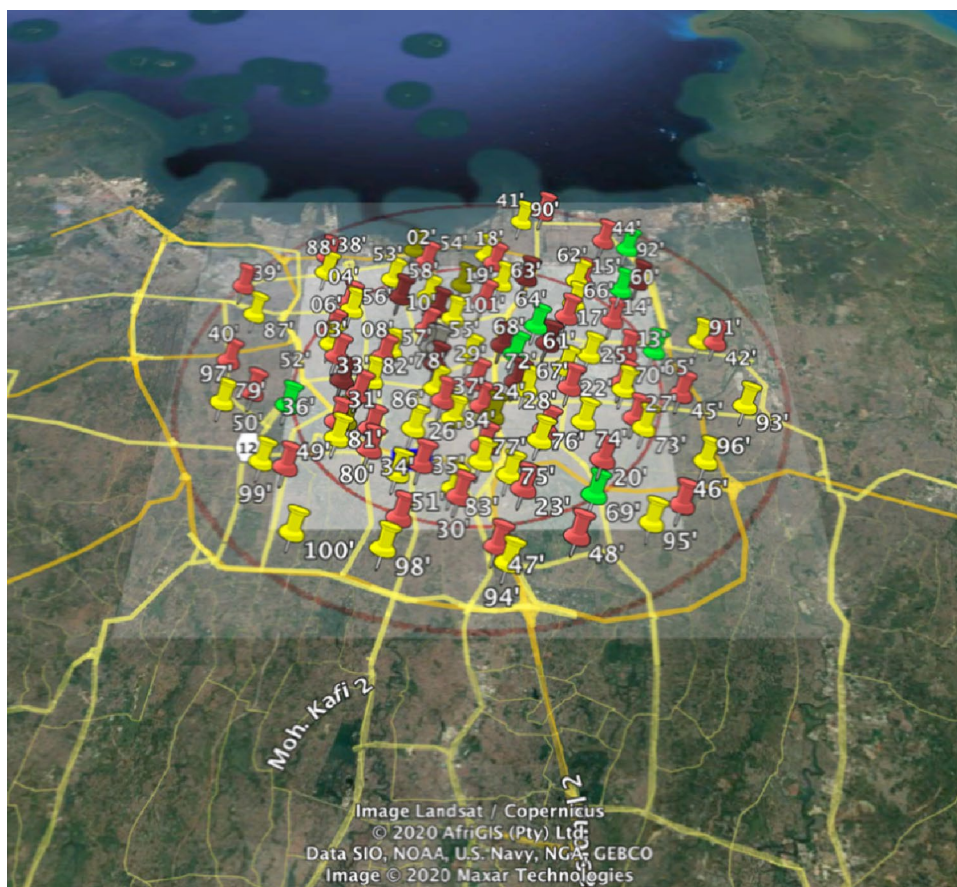 41' 90'
44'
02' 54' 18' 92'
88' 38' 53' 62'
39' 04' 58' 19' 63' 15' 60'
06' 56' 10' 101' 64' 66' 14'
87' 03' 08' 57' 55' 68' 61' 17' 13' 91'
40' 52' 33' 82' 78' 29' 72' 67' 25' 65' 42'
97' 79' 36' 31' 86' 37' 24' 28' 22' 70' 27' 45' 93'
50' 81' 26' 84' 76' 74' 73' 96'
12 49' 80' 34' 35' 77' 75' 20'
99' 51' 83' 23' 69' 46'
100' 98' 30' 47' 48' 95'
94'
Moh. Kafi 2
Image Landsat / Copernicus
© 2020 AfriGIS (Pty) Ltd.
Data SIO, NOAA, U.S. Navy, NGA, GEBCO
Image © 2020 Maxar Technologies